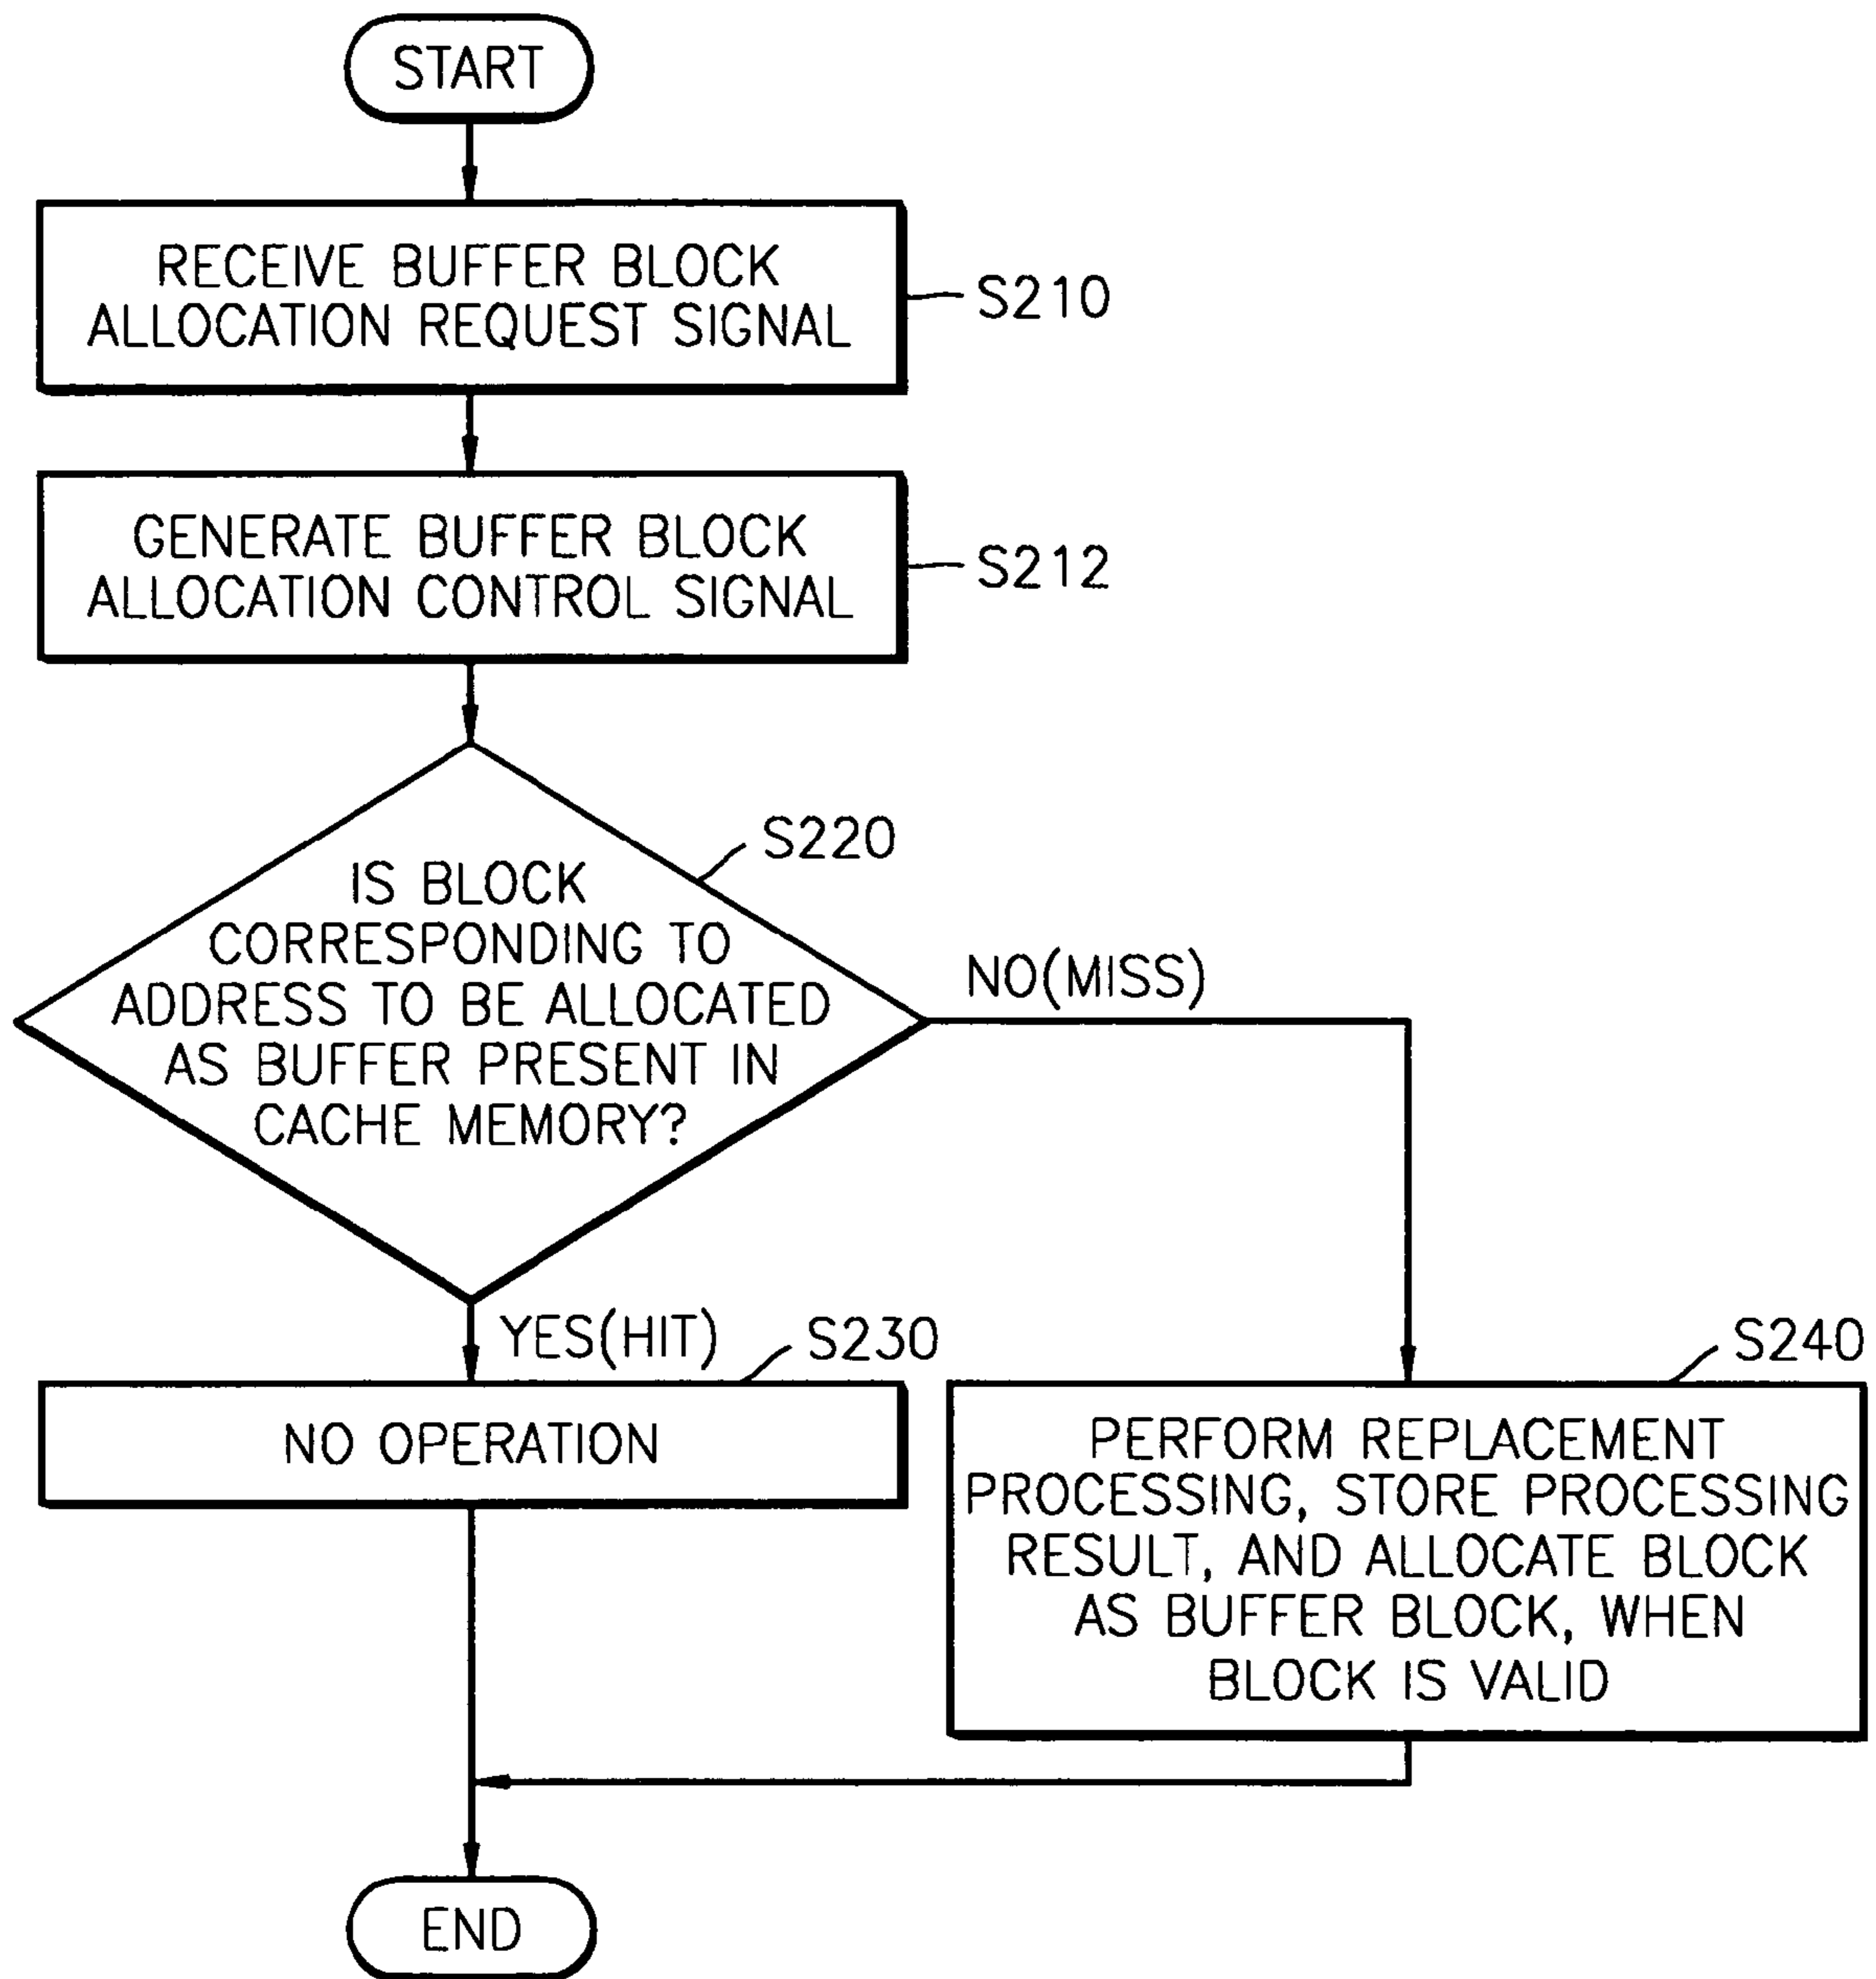 START
RECEIVE BUFFER BLOCK
ALLOCATION REQUEST SIGNAL
S210
GENERATE BUFFER BLOCK
ALLOCATION CONTROL SIGNAL
S212
S220
IS BLOCK
CORRESPONDING TO
ADDRESS TO BE ALLOCATED
AS BUFFER PRESENT IN
CACHE MEMORY?
NO(MISS)
YES(HIT)
S230
NO OPERATION
S240
PERFORM REPLACEMENT
PROCESSING, STORE PROCESSING
RESULT, AND ALLOCATE BLOCK
AS BUFFER BLOCK, WHEN
BLOCK IS VALID
END